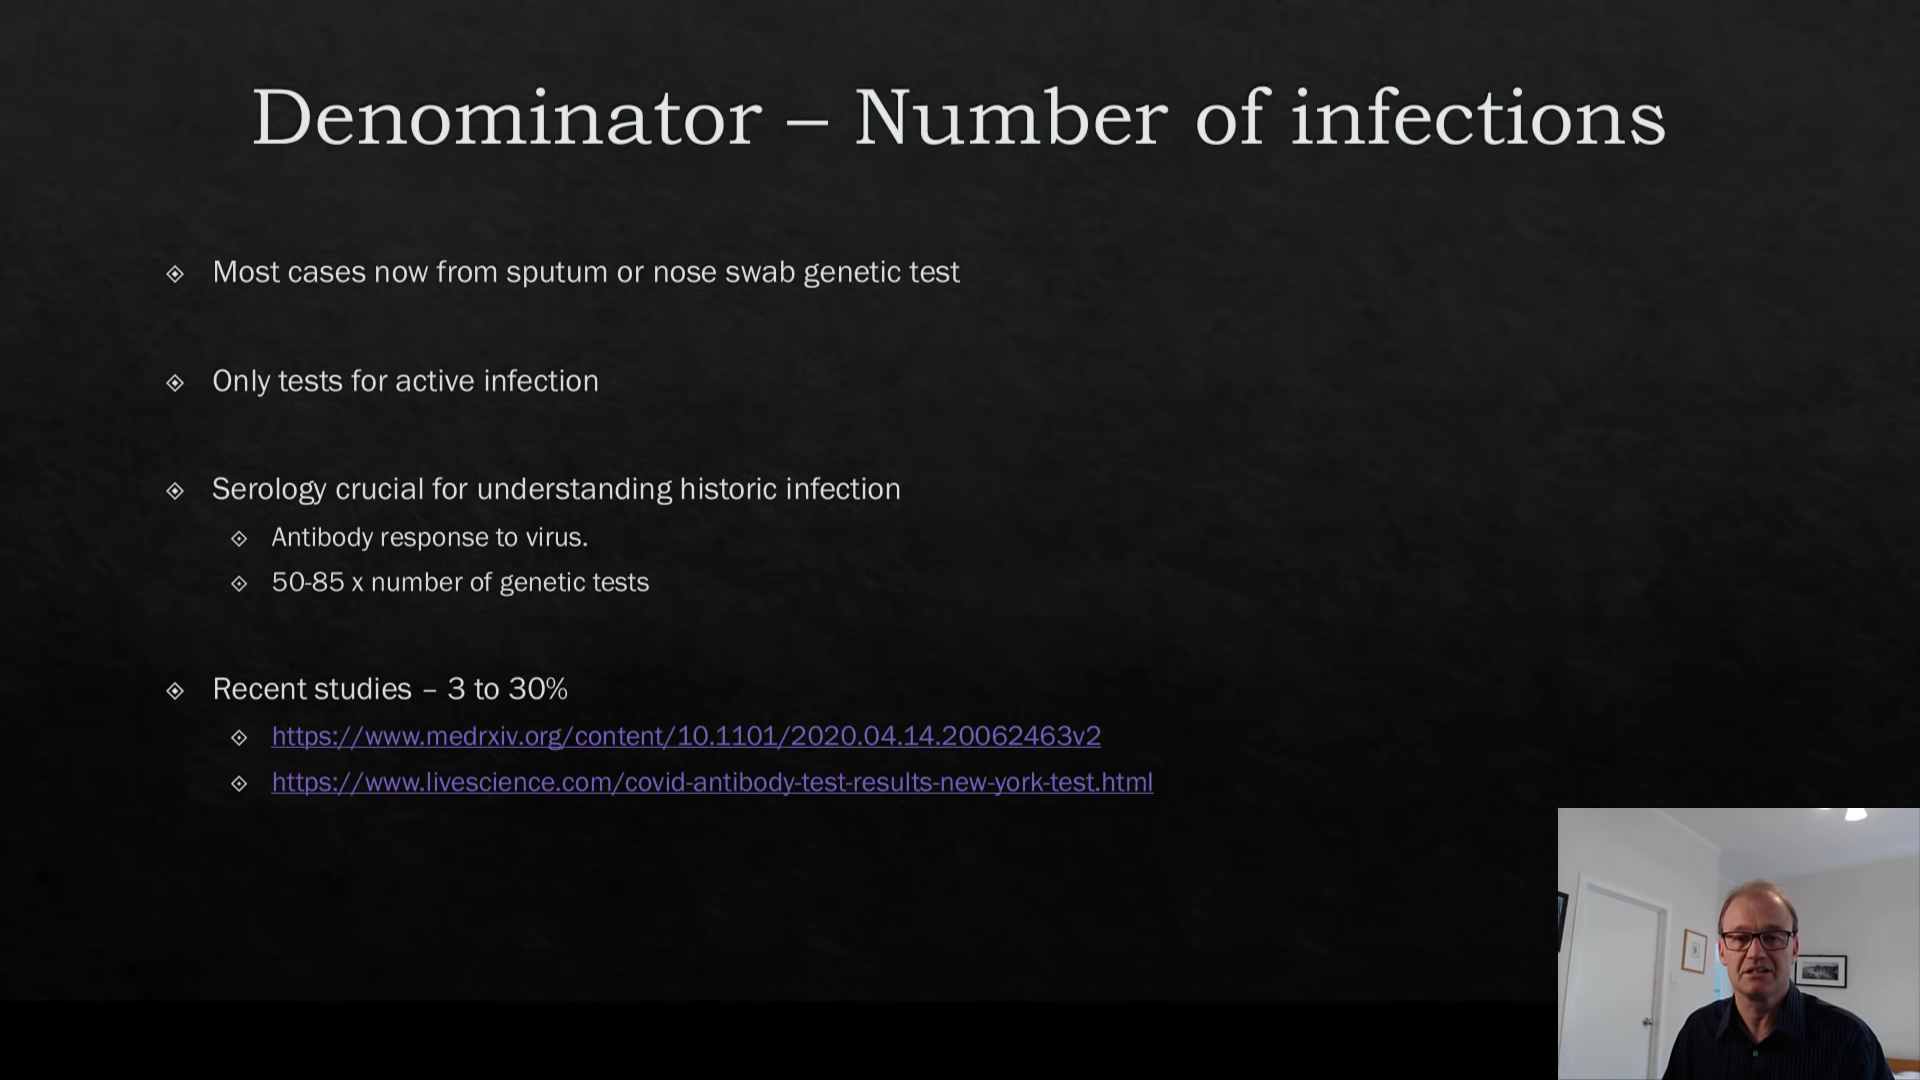 Denominator – Number of infections
Most cases now from sputum or nose swab genetic test
Only tests for active infection
Serology crucial for understanding historic infection
Antibody response to virus.
50-85 x number of genetic tests
Recent studies – 3 to 30%
https://www.medrxiv.org/content/10.1101/2020.04.14.20062463v2
https://www.livescience.com/covid-antibody-test-results-new-york-test.html